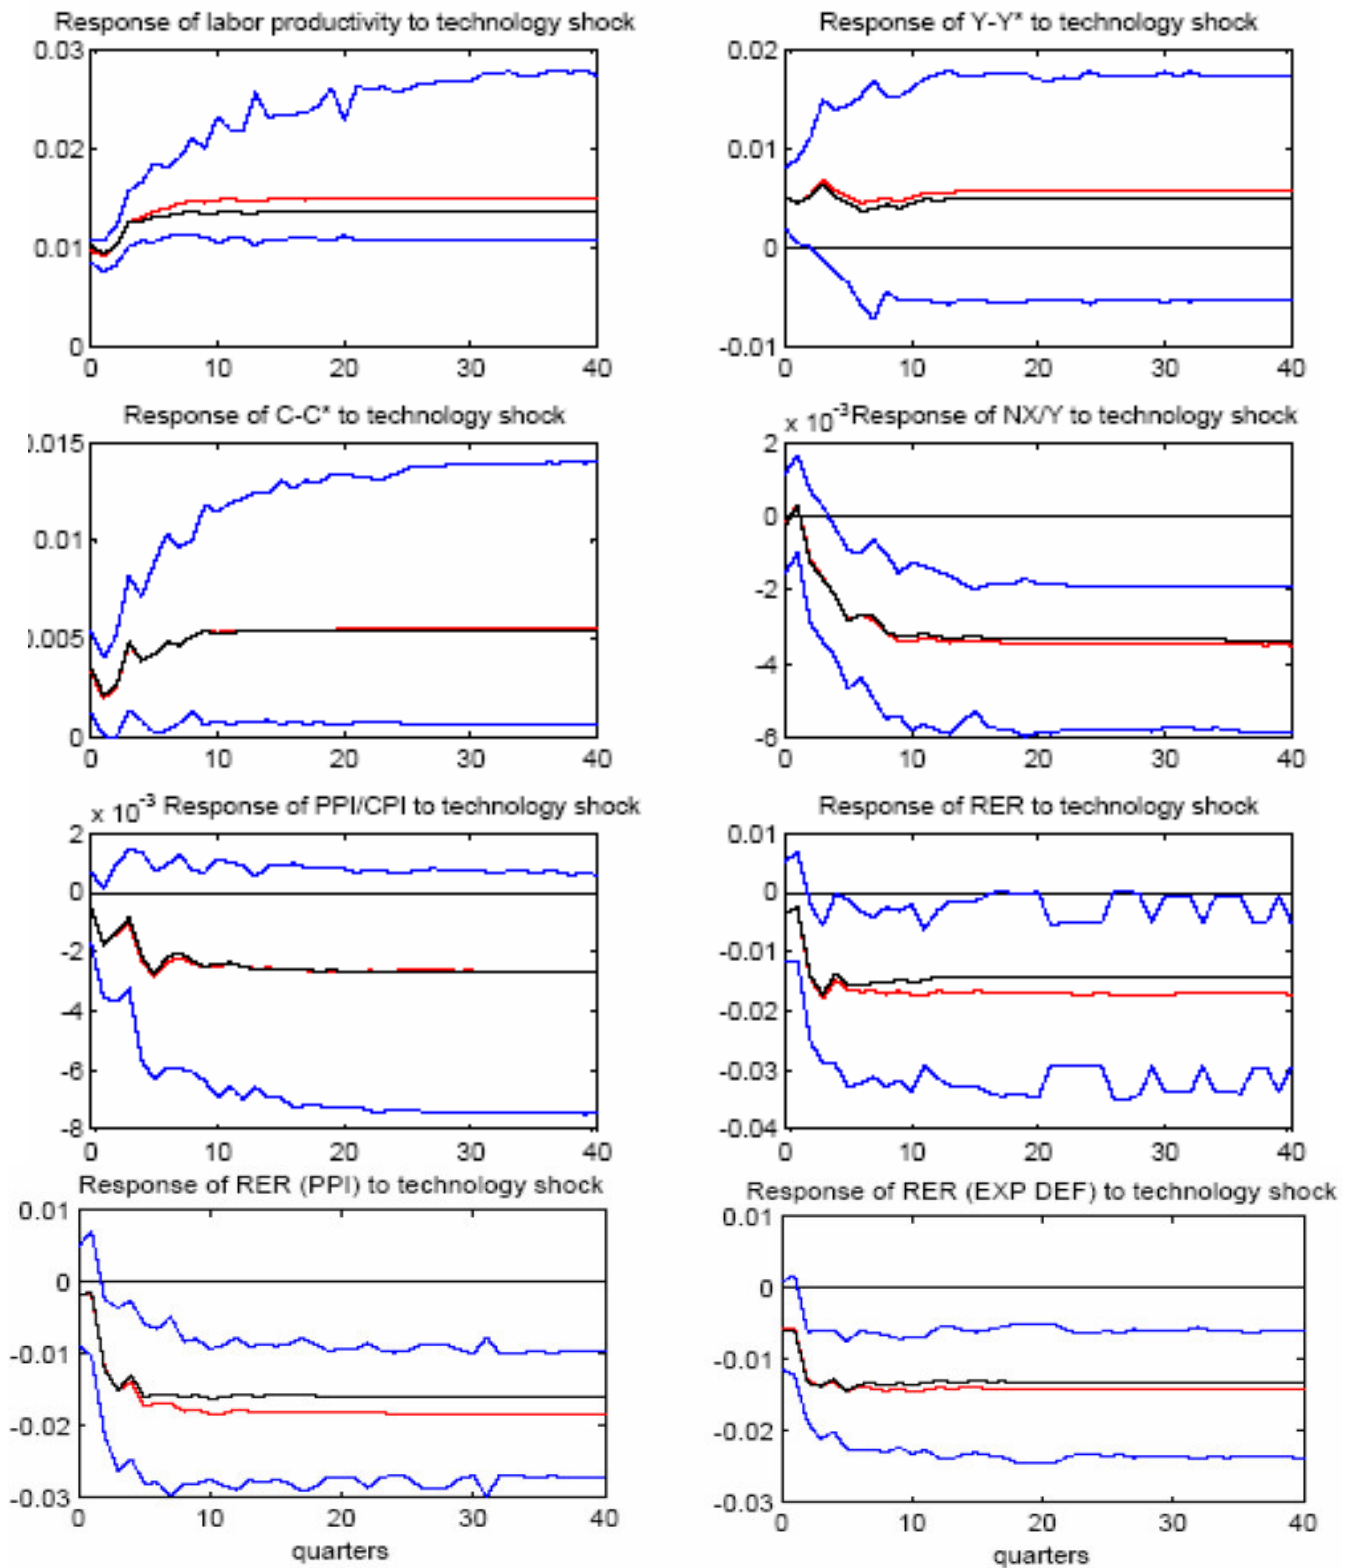 Response of labor productivity to technology shock
0.03
0.02
0.01
0
0 10 20 30 40
Response of Y-Y* to technology shock
0.02
0.01
0
-0.01
0 10 20 30 40
Response of C-C* to technology shock
0.015
0.01
0.005
0
0 10 20 30 40
x 10-3 Response of NX/Y to technology shock
2
0
-2
-4
-6
0 10 20 30 40
x 10-3 Response of PPI/CPI to technology shock
2
0
-2
-4
-6
-8
0 10 20 30 40
Response of RER to technology shock
0.01
0
-0.01
-0.02
-0.03
-0.04
0 10 20 30 40
Response of RER (PPI) to technology shock
0.01
0
-0.01
-0.02
-0.03
0 10 20 30 40
quarters
Response of RER (EXP DEF) to technology shock
0.01
0
-0.01
-0.02
-0.03
0 10 20 30 40
quarters